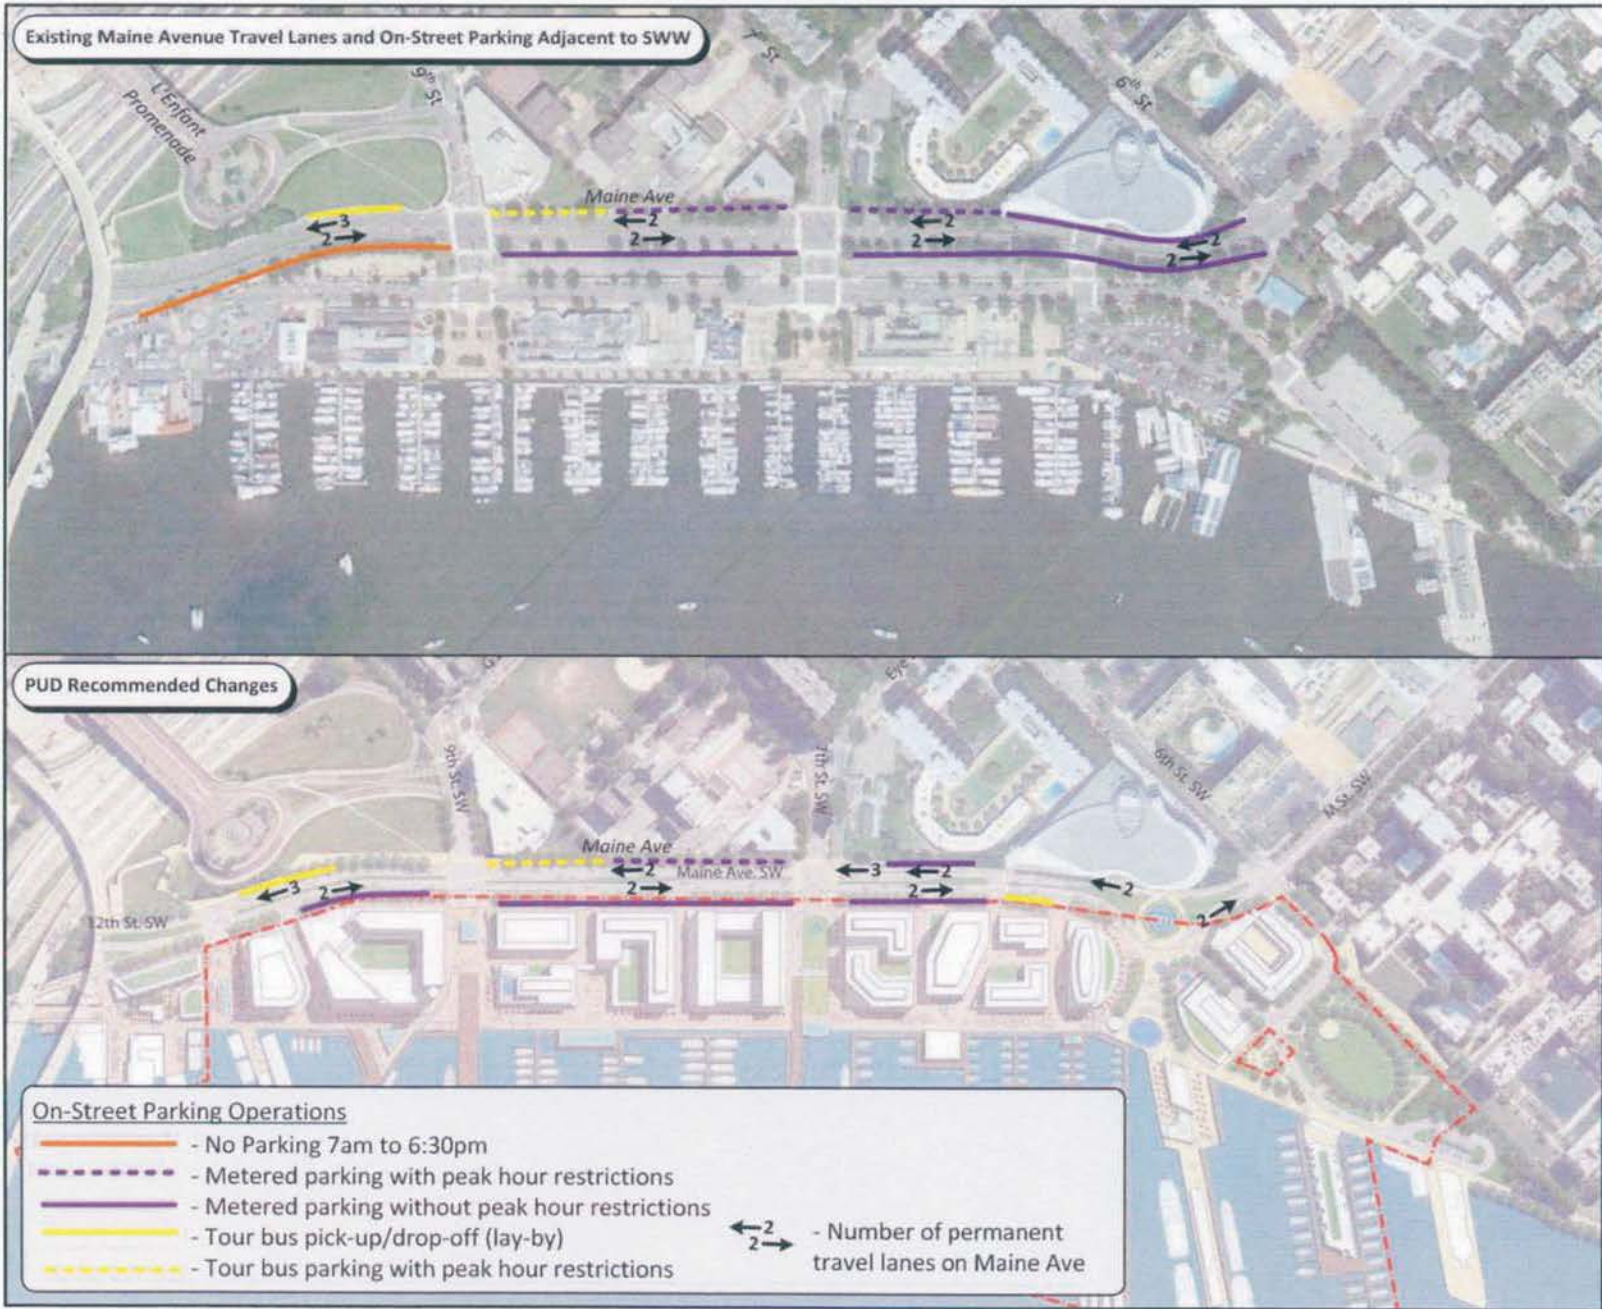 Existing Maine Avenue Travel Lanes and On-Street Parking Adjacent to SWW
L'Enfant
Promenade
9th St
7th St
6th St
Maine Ave
3
2
2
2
2
2
2
2
PUD Recommended Changes
Eye
9th St. SW
7th St. SW
6th St. SW
M St. SW
Maine Ave
Maine Ave. SW
12th St. SW
3
2
2
2
3
2
2
2
2
On-Street Parking Operations
- No Parking 7am to 6:30pm
- Metered parking with peak hour restrictions
- Metered parking without peak hour restrictions
- Tour bus pick-up/drop-off (lay-by)
- Tour bus parking with peak hour restrictions
2
2
- Number of permanent
travel lanes on Maine Ave